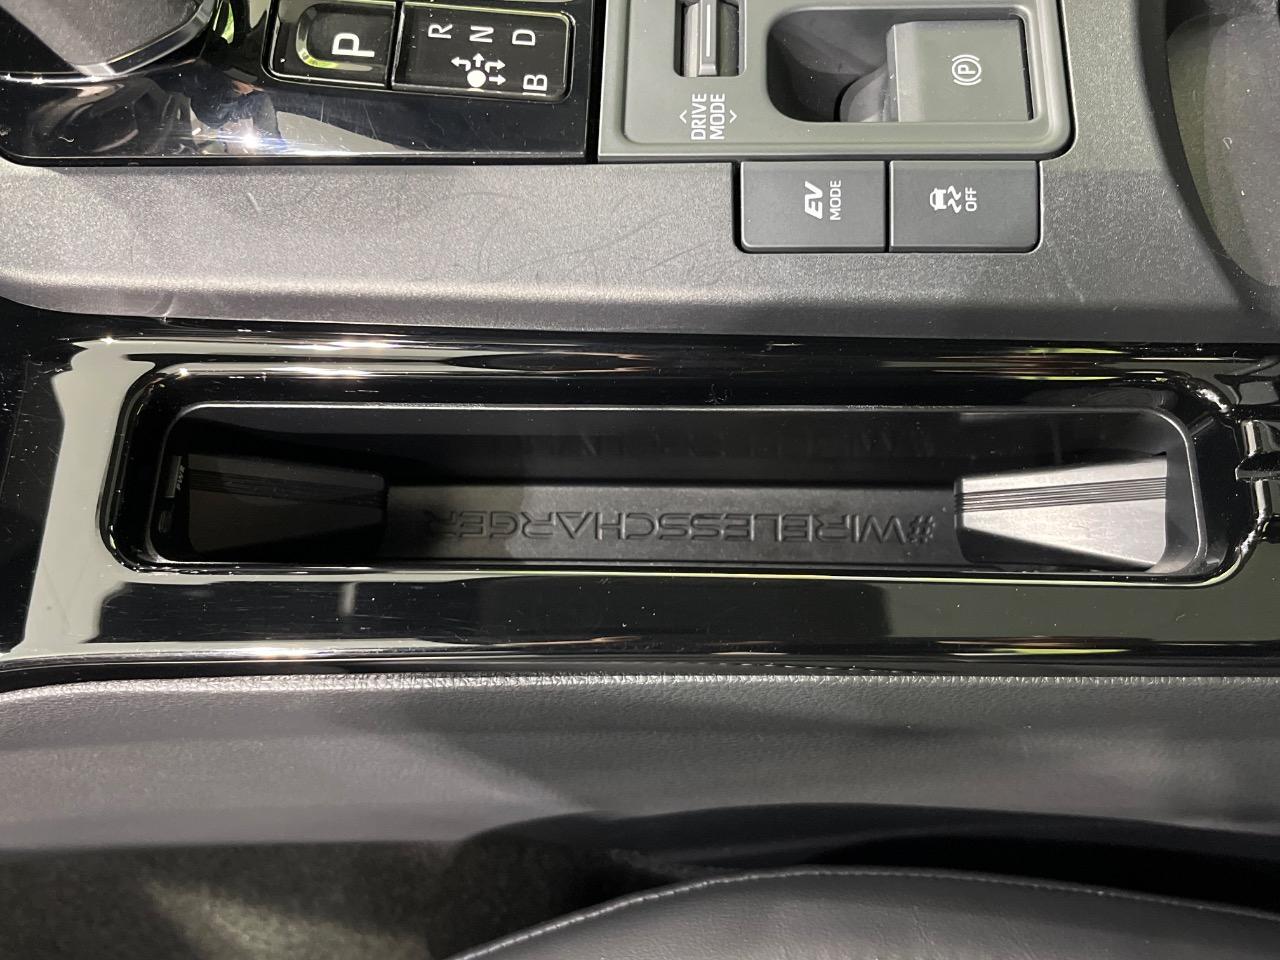 P
R
N
D
B
DRIVE
MODE
P
EV
MODE
OFF
#WIRELESSCHARGER